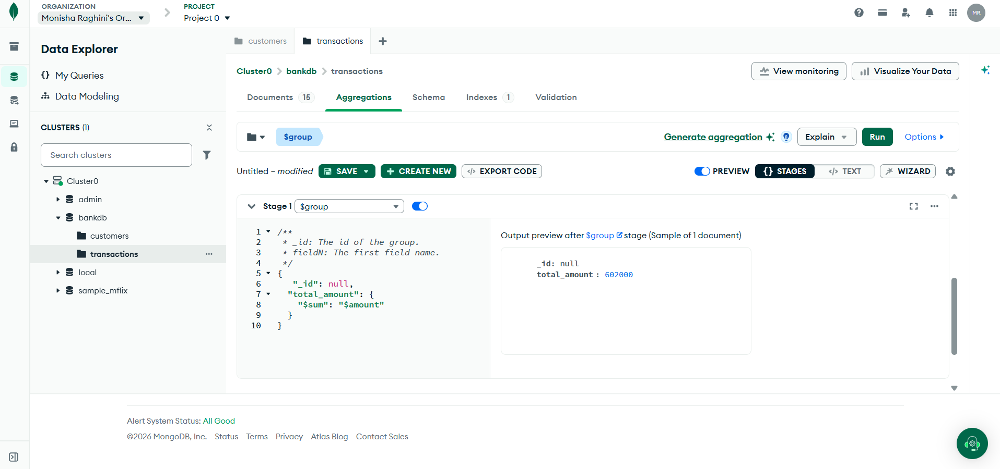 ORGANIZATION
Monisha Raghini's Or...
PROJECT
Project 0
MR
Data Explorer
{} My Queries
Data Modeling
CLUSTERS (1)
Search clusters
Cluster0
admin
bankdb
customers
transactions
local
sample_mflix
customers
transactions
Cluster0 > bankdb > transactions
View monitoring
Visualize Your Data
Documents 15
Aggregations
Schema
Indexes 1
Validation
$group
Generate aggregation
Explain
Run
Options
Untitled – modified
SAVE
CREATE NEW
</> EXPORT CODE
PREVIEW
{} STAGES
</> TEXT
WIZARD
Stage 1
$group
1 /**
2 * _id: The id of the group.
3 * fieldN: The first field name.
4 */
5 {
6 "_id": null,
7 "total_amount": {
8 "$sum": "$amount"
9 }
10 }
Output preview after $group stage (Sample of 1 document)
_id: null
total_amount : 602000
Alert System Status: All Good
©2026 MongoDB, Inc. Status Terms Privacy Atlas Blog Contact Sales